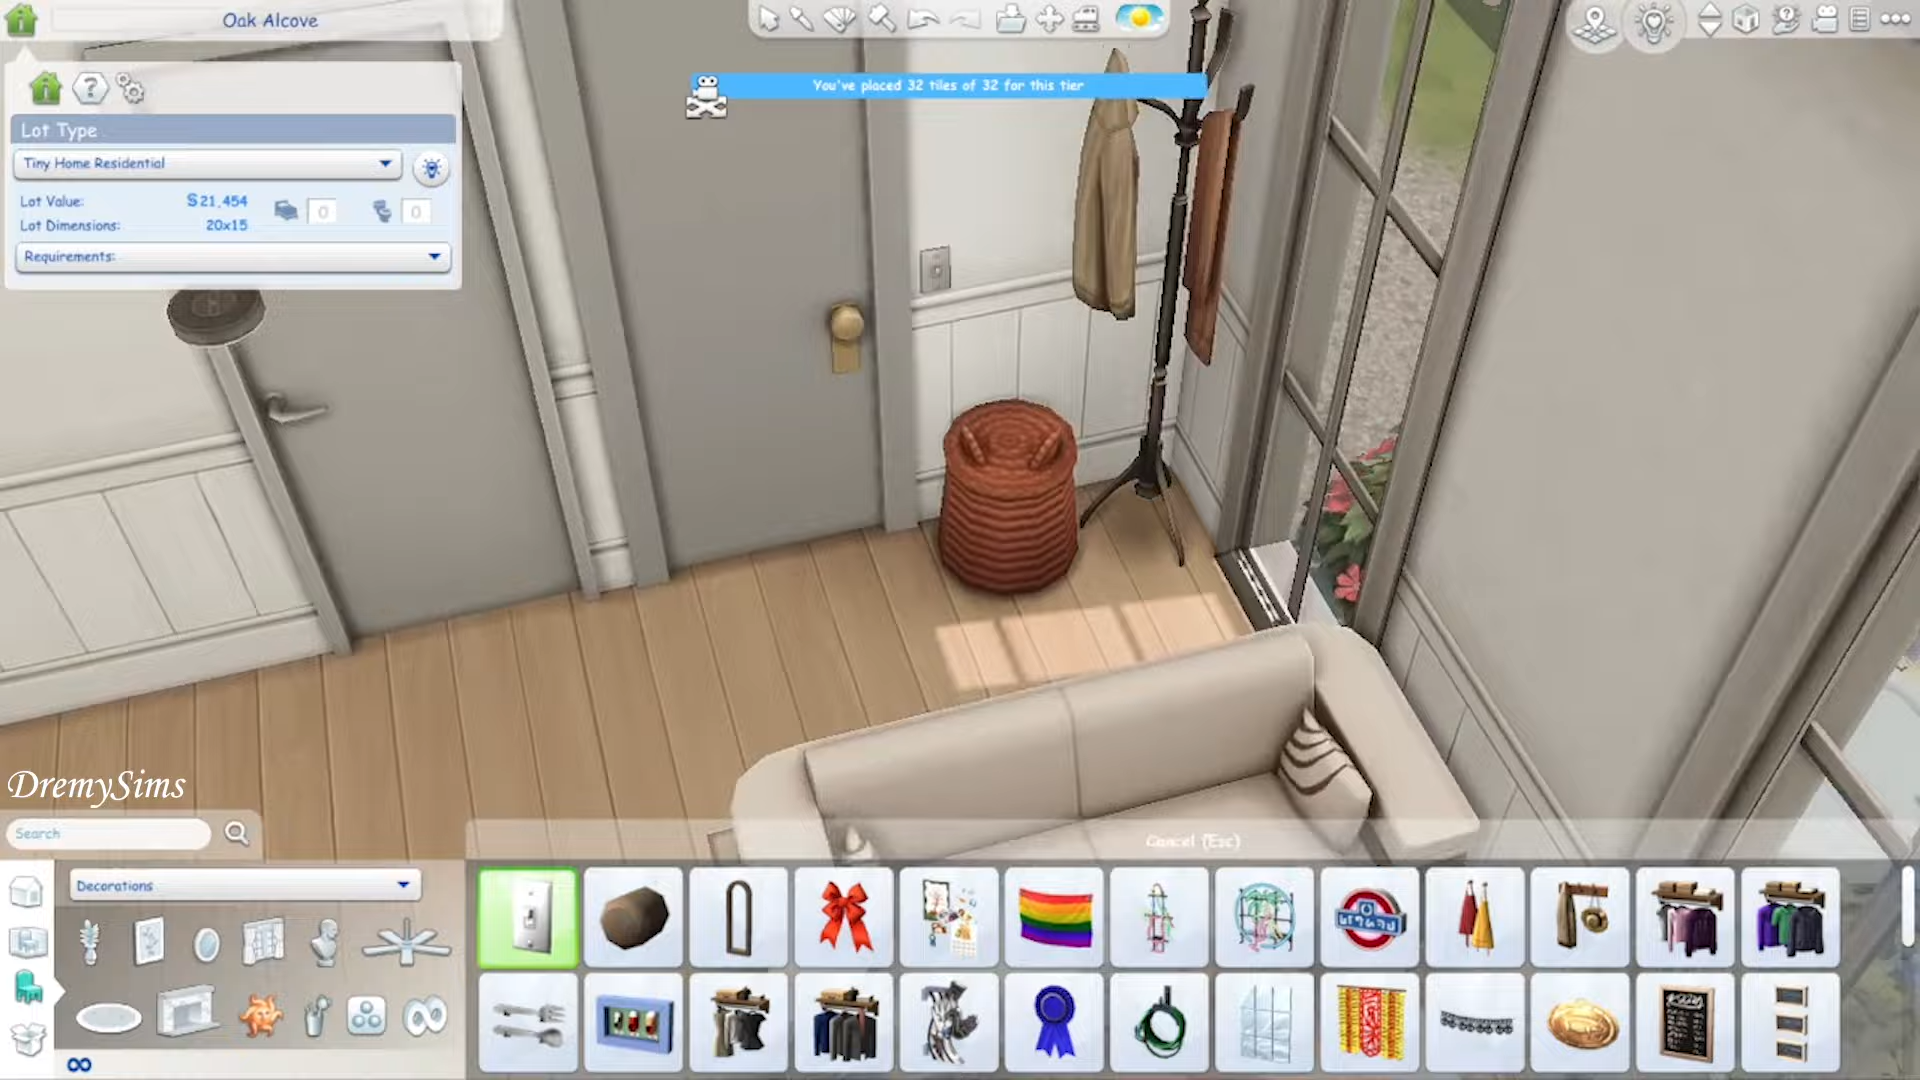 Oak Alcove
You've placed 32 tiles of 32 for this tier
Lot Type
Tiny Home Residential
Lot Value:
§21,454
0
0
Lot Dimensions:
20x15
Requirements:
DremySims
Search
Cancel (Esc)
Decorations